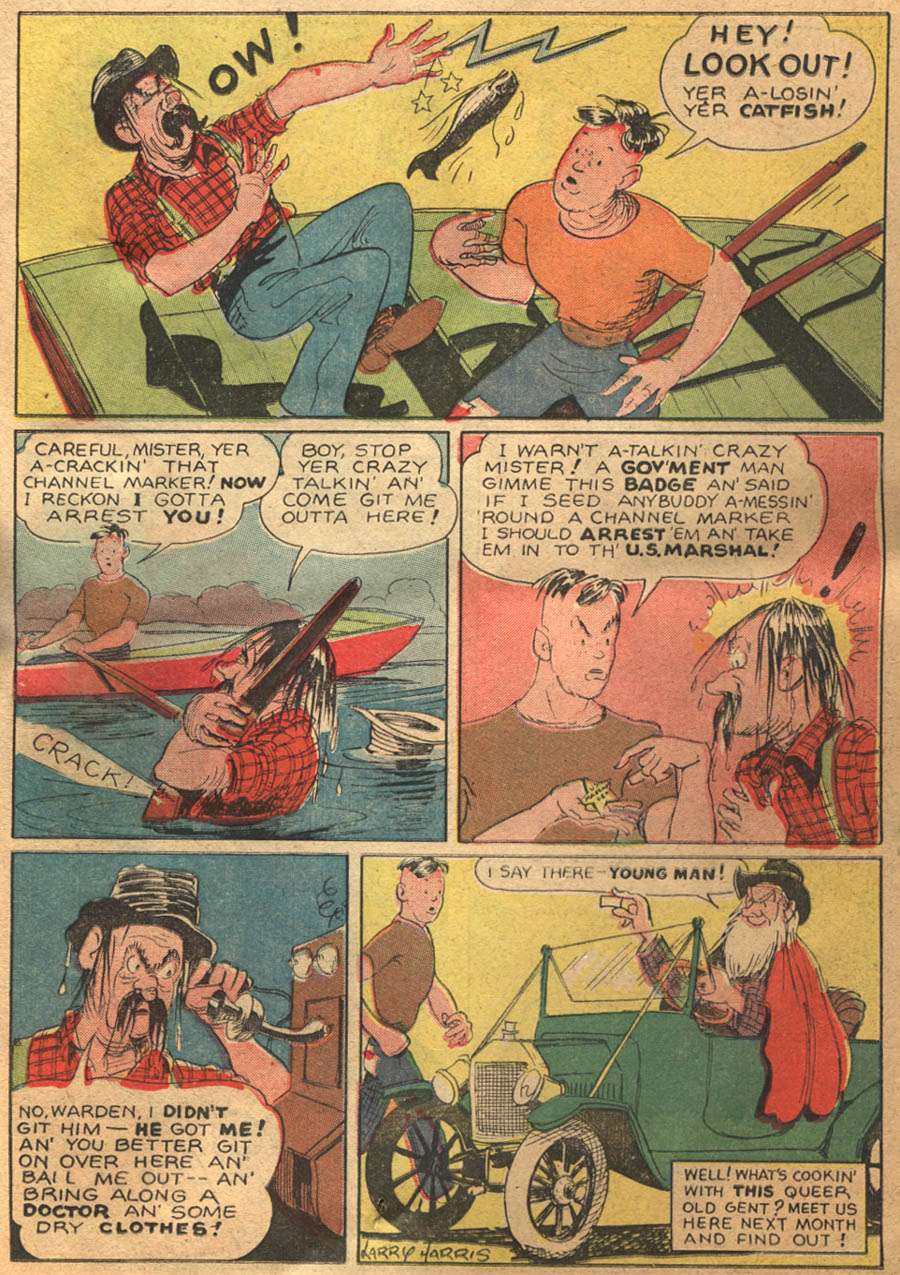 OW!
HEY!
LOOK OUT!
YER A-LOSIN'
YER CATFISH!
CAREFUL, MISTER, YER
A-CRACKIN' THAT
CHANNEL MARKER! NOW
I RECKON I GOTTA
ARREST YOU!
BOY, STOP
YER CRAZY
TALKIN' AN'
COME GIT ME
OUTTA HERE!
CRACK!
I WARN'T A-TALKIN' CRAZY
MISTER! A GOV'MENT MAN
GIMME THIS BADGE AN' SAID
IF I SEED ANYBUDDY A-MESSIN'
'ROUND A CHANNEL MARKER
I SHOULD ARREST 'EM AN' TAKE
EM IN TO TH' U.S. MARSHAL!
!
NO, WARDEN, I DIDN'T
GIT HIM — HE GOT ME!
AN' YOU BETTER GIT
ON OVER HERE AN'
BAIL ME OUT-- AN'
BRING ALONG A
DOCTOR AN' SOME
DRY CLOTHES!
I SAY THERE - YOUNG MAN!
WELL! WHAT'S COOKIN'
WITH THIS QUEER
OLD GENT? MEET US
HERE NEXT MONTH
AND FIND OUT!
LARRY HARRIS